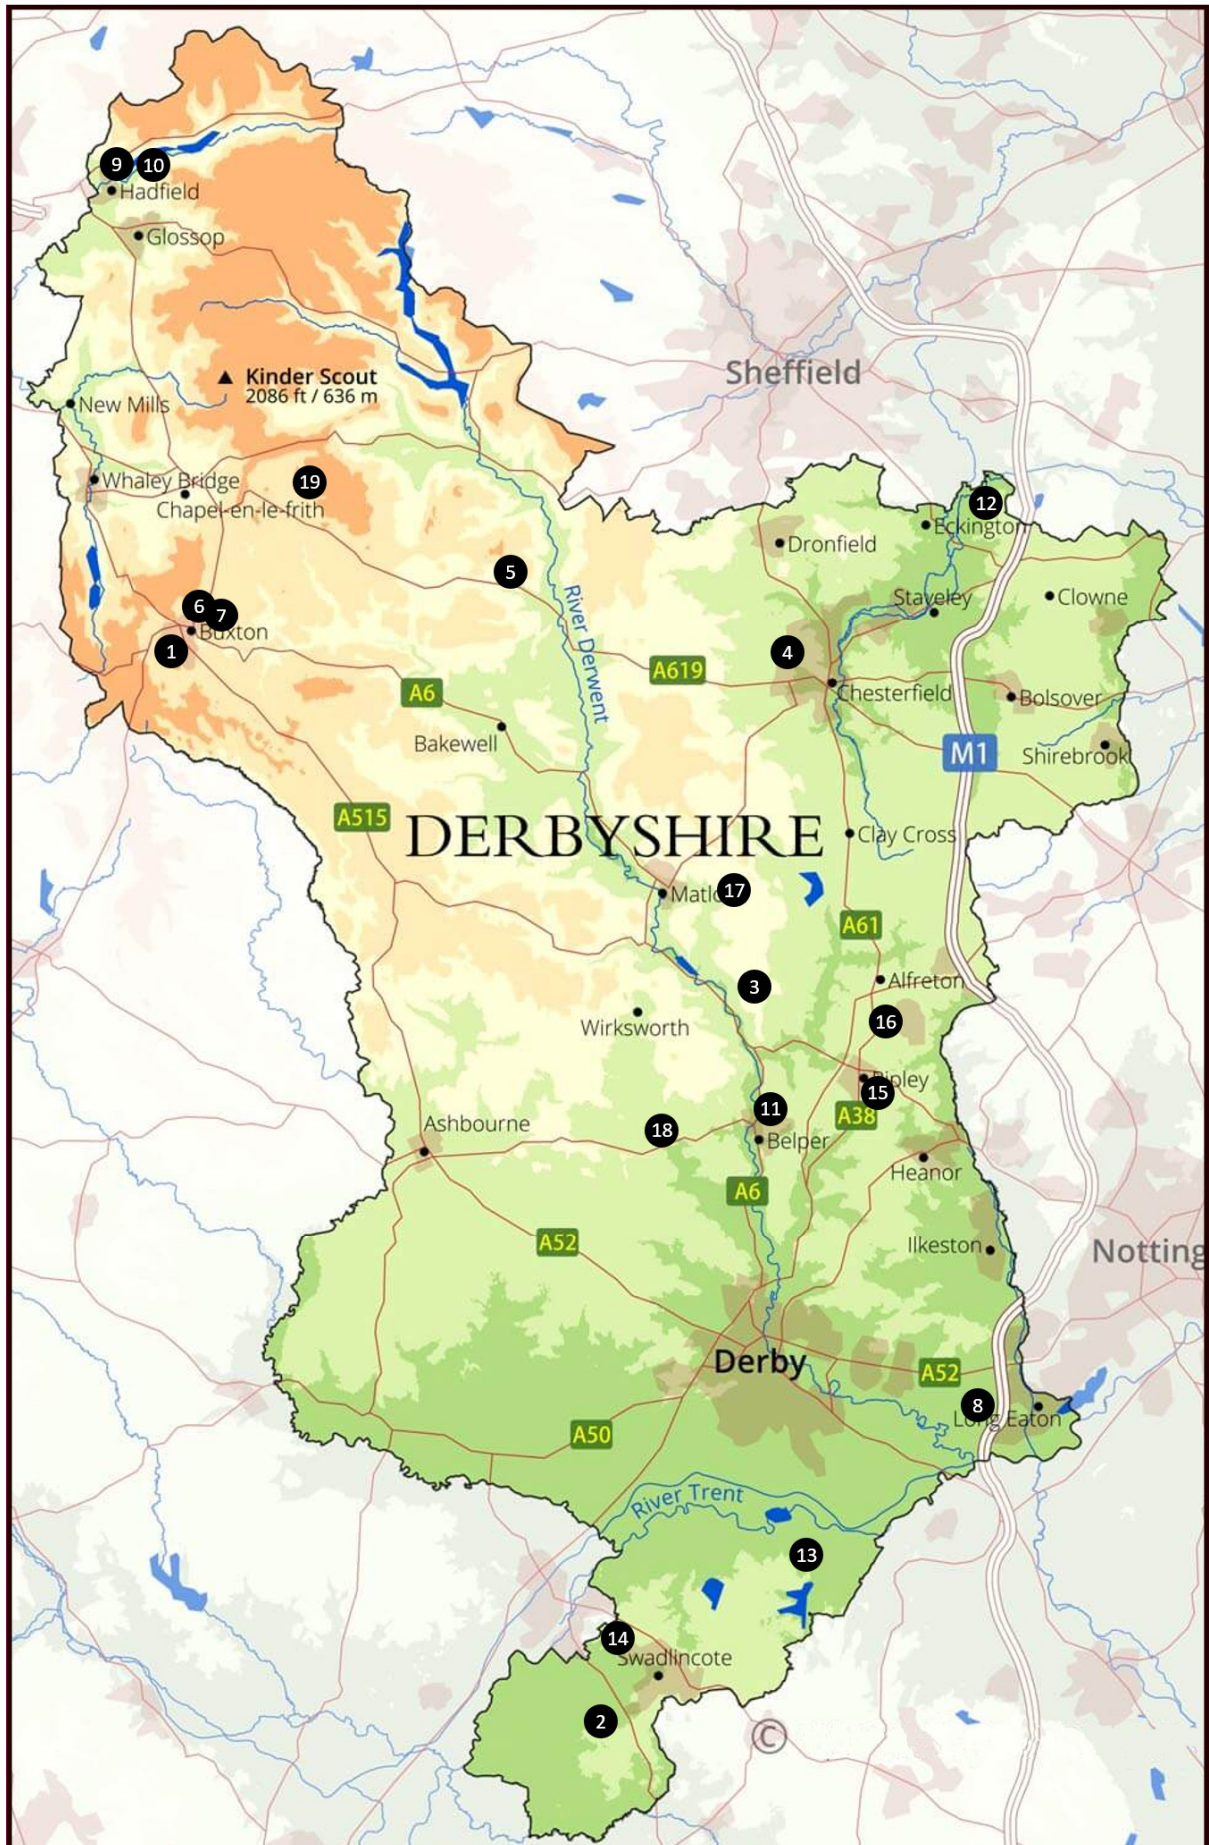 9
10
Hadfield
Glossop
Kinder Scout
2086 ft / 636 m
Sheffield
New Mills
Whaley Bridge
19
Chapel-en-le-frith
12
Eckington
Dronfield
5
River Derwent
Staveley
Clowne
6
7
Buxton
1
4
A619
A6
Chesterfield
Bolsover
Bakewell
M1
Shirebrook
A515
DERBYSHIRE
Clay Cross
Matlo
17
A61
3
Alfreton
Wirksworth
16
Ripley
15
A38
11
Ashbourne
18
Belper
Heanor
A6
A52
Ilkeston
Notting
Derby
A52
8
Long Eaton
A50
River Trent
13
14
Swadlincote
2
©